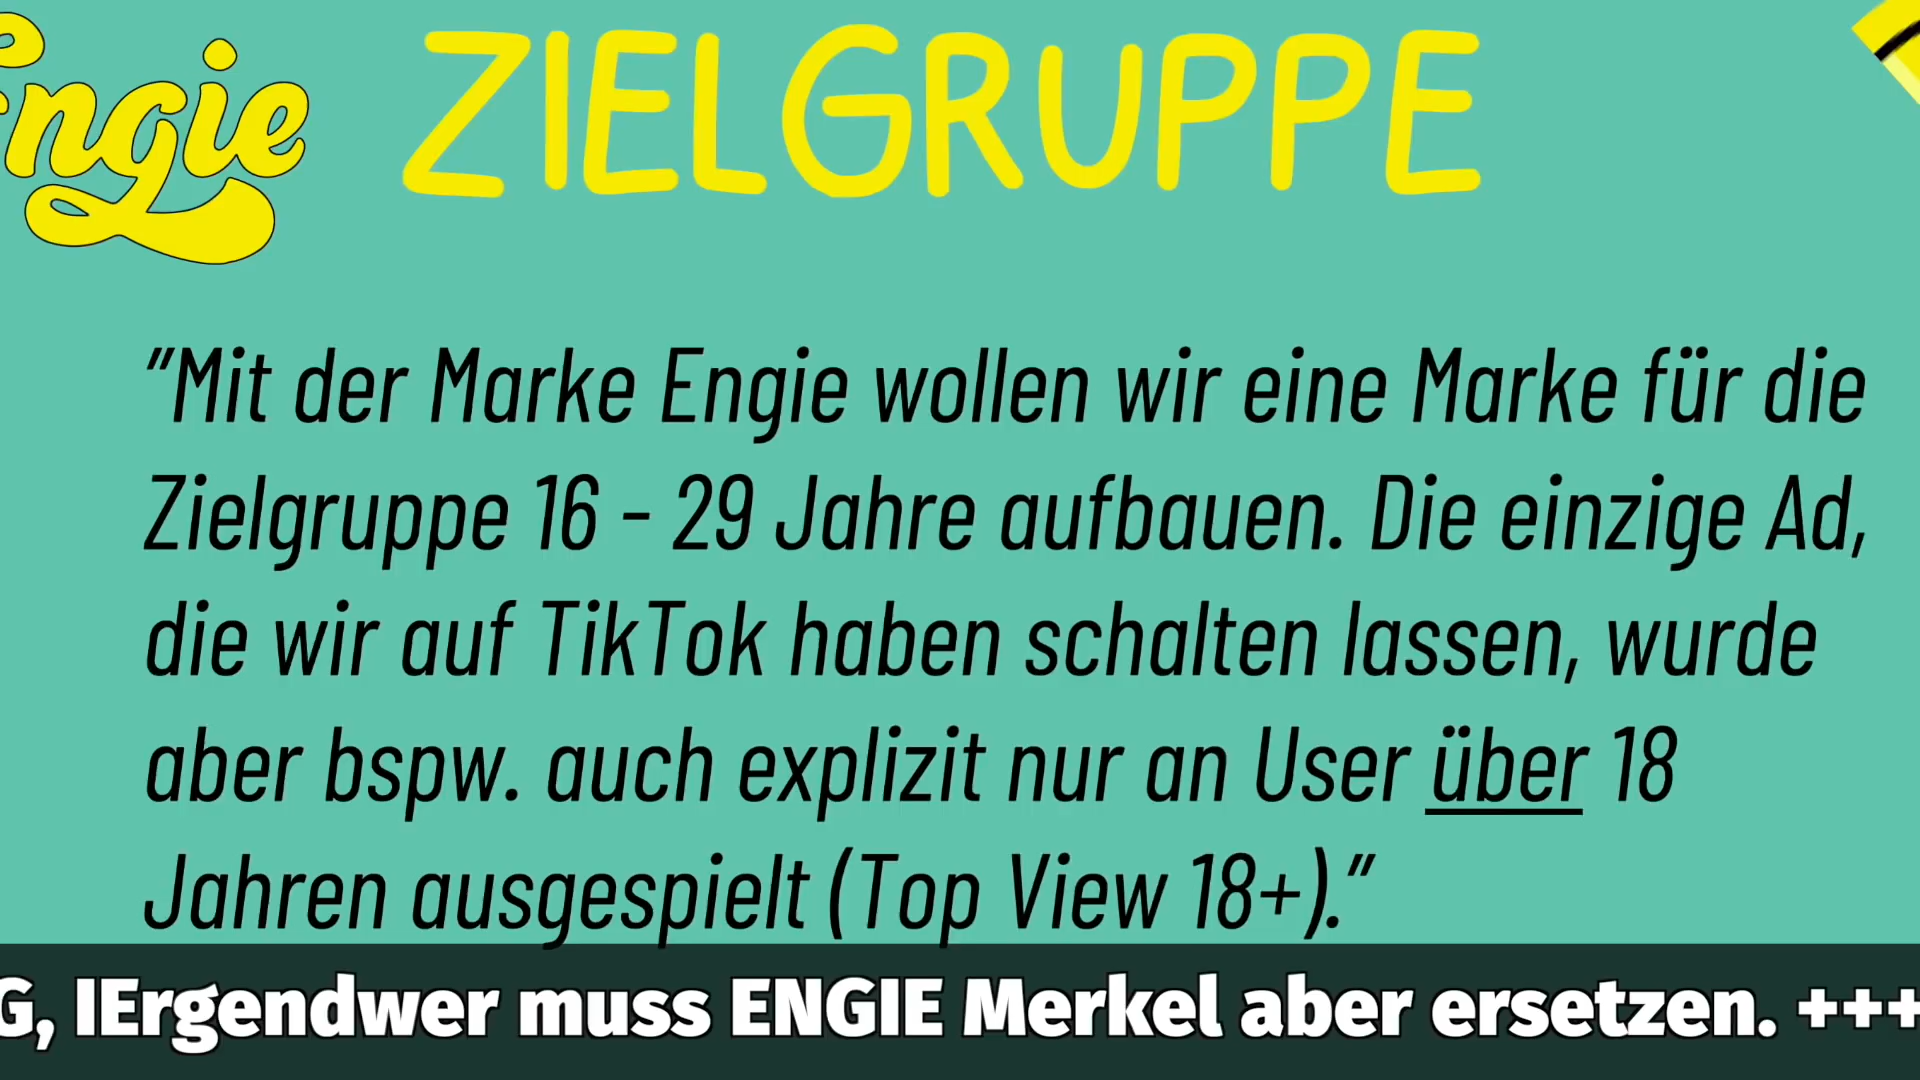 Engie
ZIELGRUPPE
"Mit der Marke Engie wollen wir eine Marke für die
Zielgruppe 16 - 29 Jahre aufbauen. Die einzige Ad,
die wir auf TikTok haben schalten lassen, wurde
aber bspw. auch explizit nur an User über 18
Jahren ausgespielt (Top View 18+)."
G, IErgendwer muss ENGIE Merkel aber ersetzen. +++